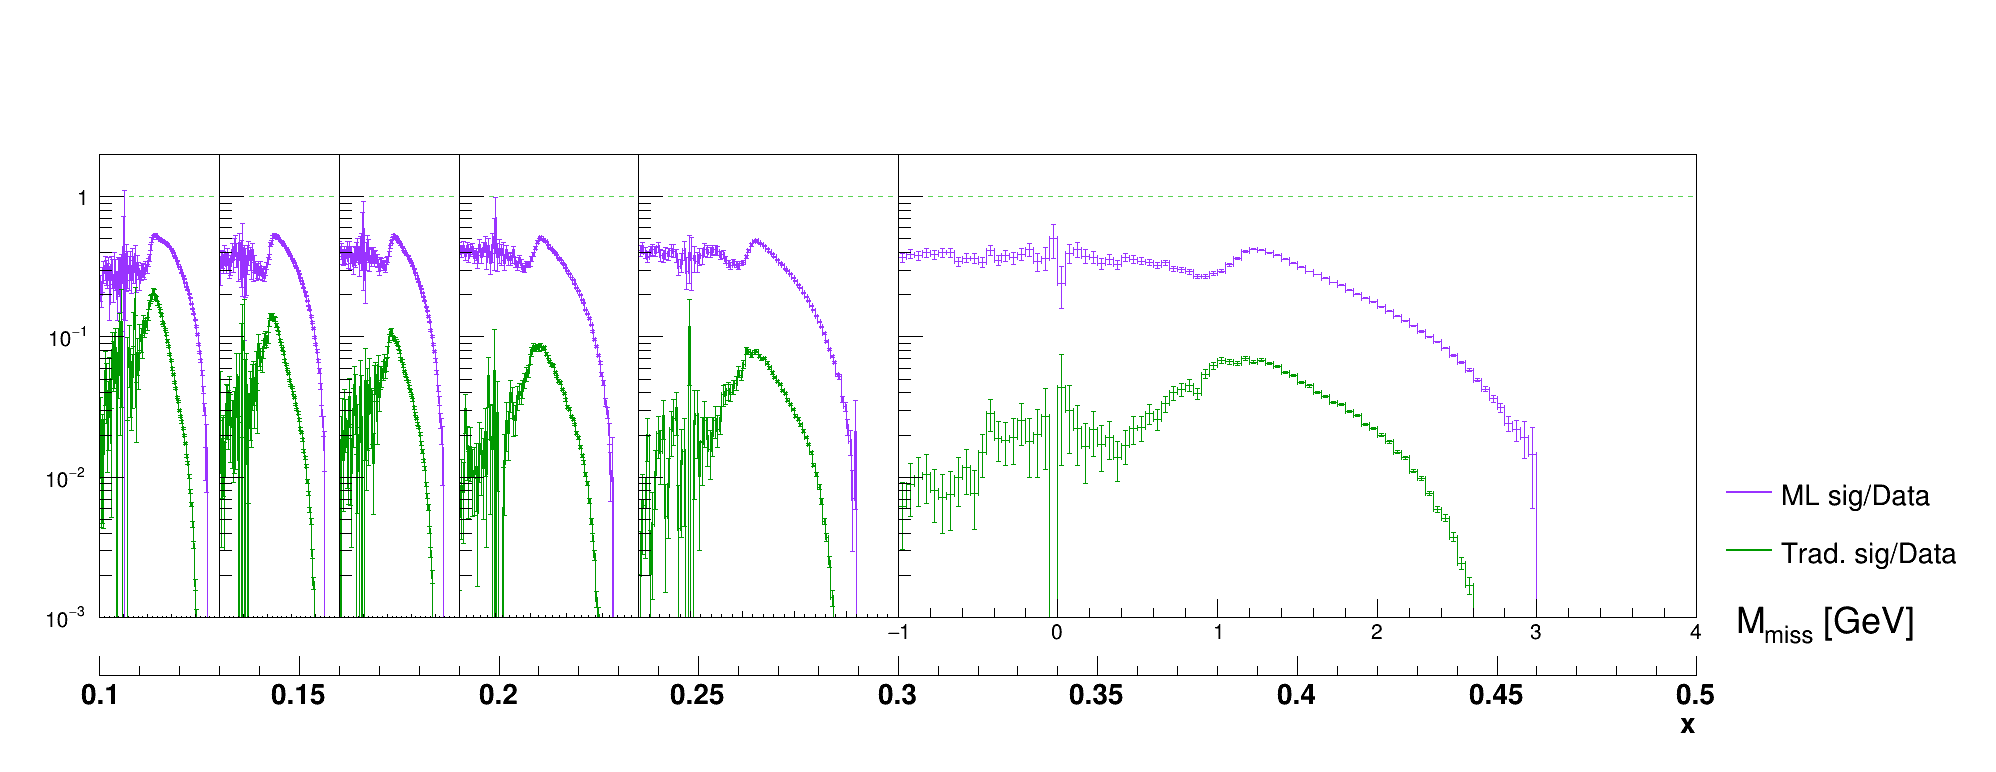 1
10⁻¹
10⁻²
10⁻³
ML sig/Data
Trad. sig/Data
−1 0 1 2 3 4
M_miss [GeV]
0.1 0.15 0.2 0.25 0.3 0.35 0.4 0.45 0.5
x